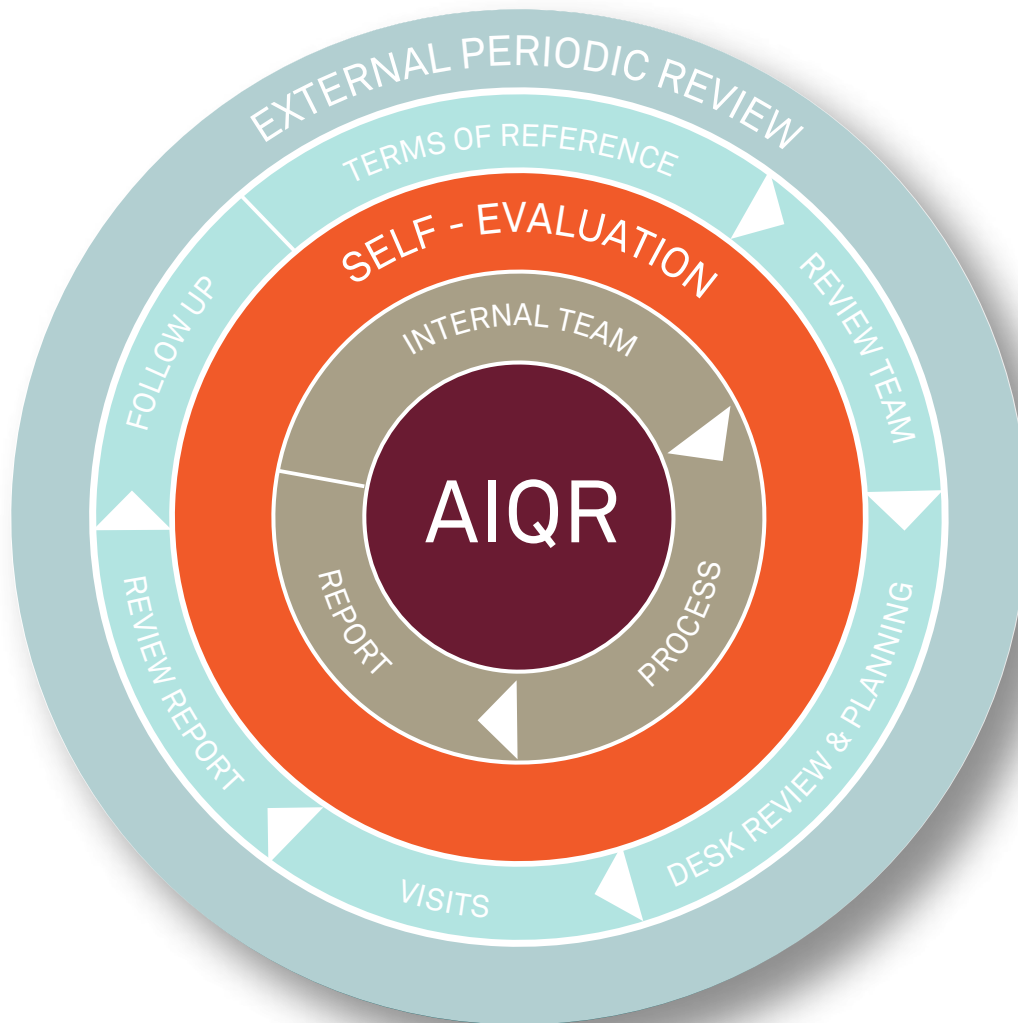 EXTERNAL PERIODIC REVIEW
TERMS OF REFERENCE
REVIEW TEAM
DESK REVIEW & PLANNING
VISITS
REVIEW REPORT
FOLLOW UP
SELF - EVALUATION
INTERNAL TEAM
PROCESS
REPORT
AIQR